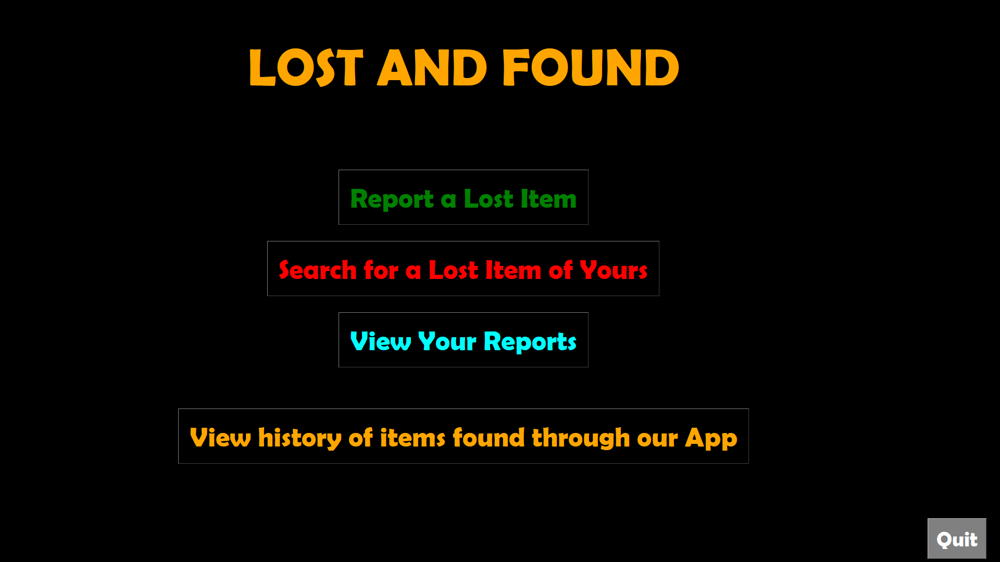 LOST AND FOUND
Report a Lost Item
Search for a Lost Item of Yours
View Your Reports
View history of items found through our App
Quit